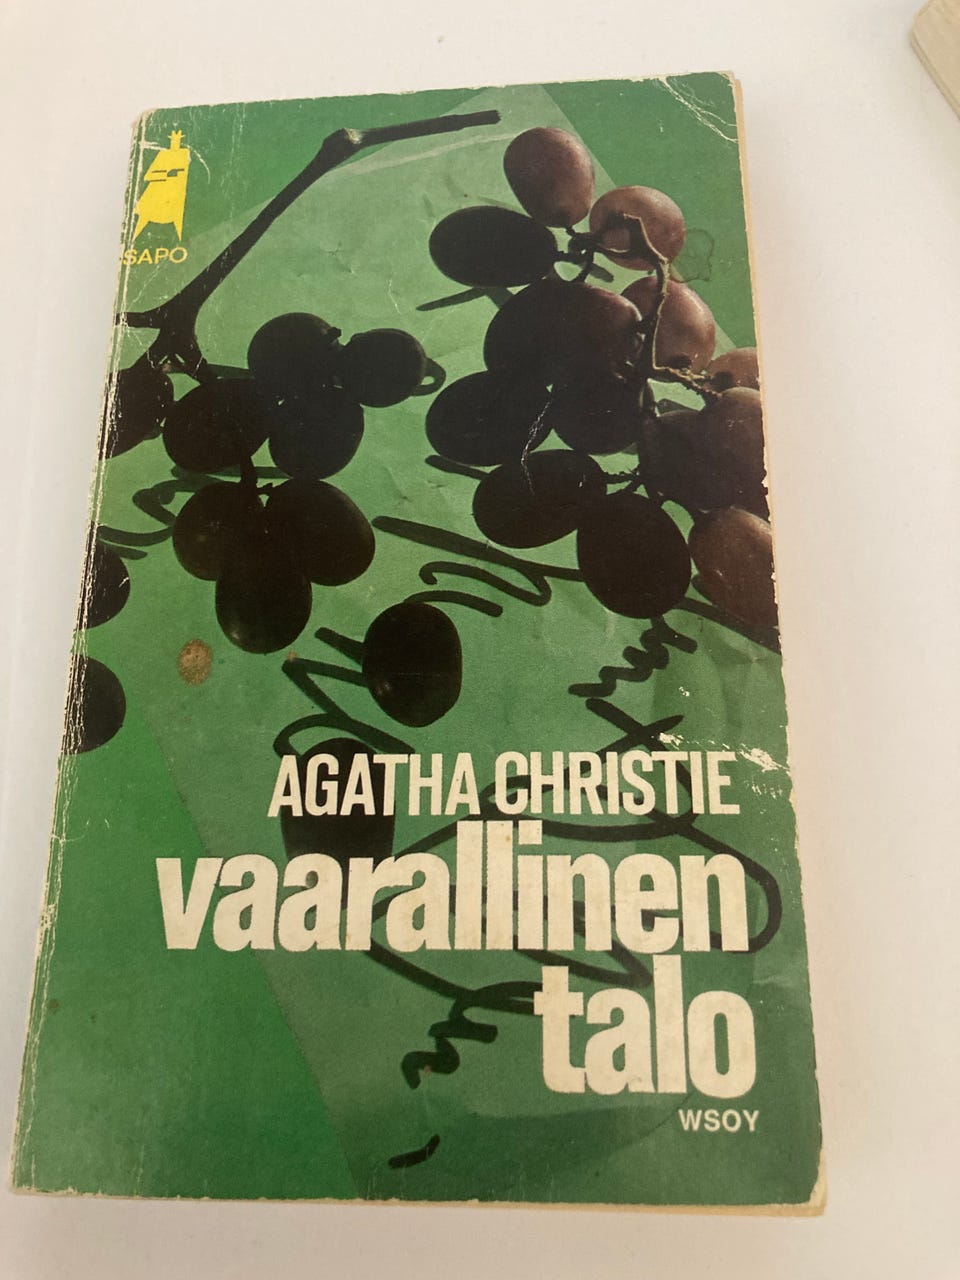 SAPO
AGATHA CHRISTIE
vaarallinen
talo
WSOY